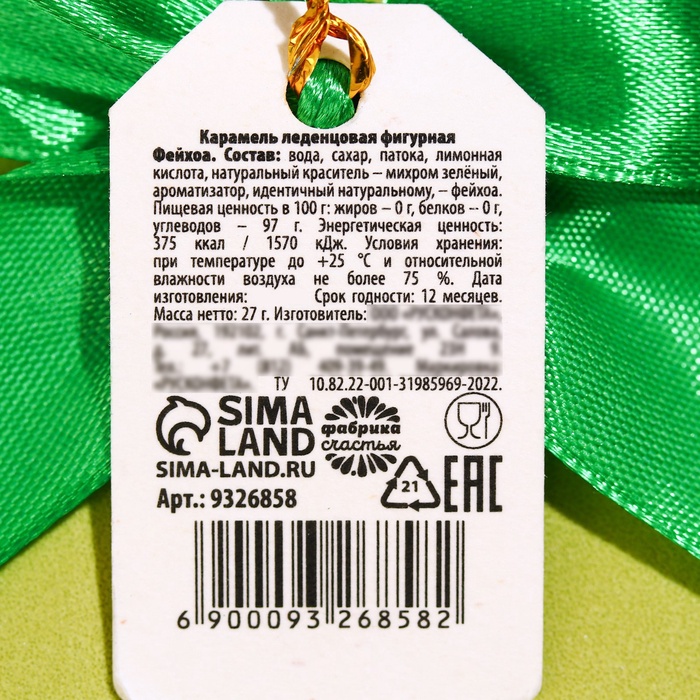 Карамель леденцовая фигурная
Фейхоа. Состав: вода, сахар, патока, лимонная
кислота, натуральный краситель – михром зелёный,
ароматизатор, идентичный натуральному, – фейхоа.
Пищевая ценность в 100 г: жиров – 0 г, белков – 0 г,
углеводов – 97 г. Энергетическая ценность:
375 ккал / 1570 кДж. Условия хранения:
при температуре до +25 °С и относительной
влажности воздуха не более 75 %. Дата
изготовления: Срок годности: 12 месяцев.
Масса нетто: 27 г. Изготовитель:
ТУ 10.82.22-001-31985969-2022.
SIMA
LAND
SIMA-LAND.RU
фабрика
счастья
21
EAC
Арт.: 9326858
6 900093 268582